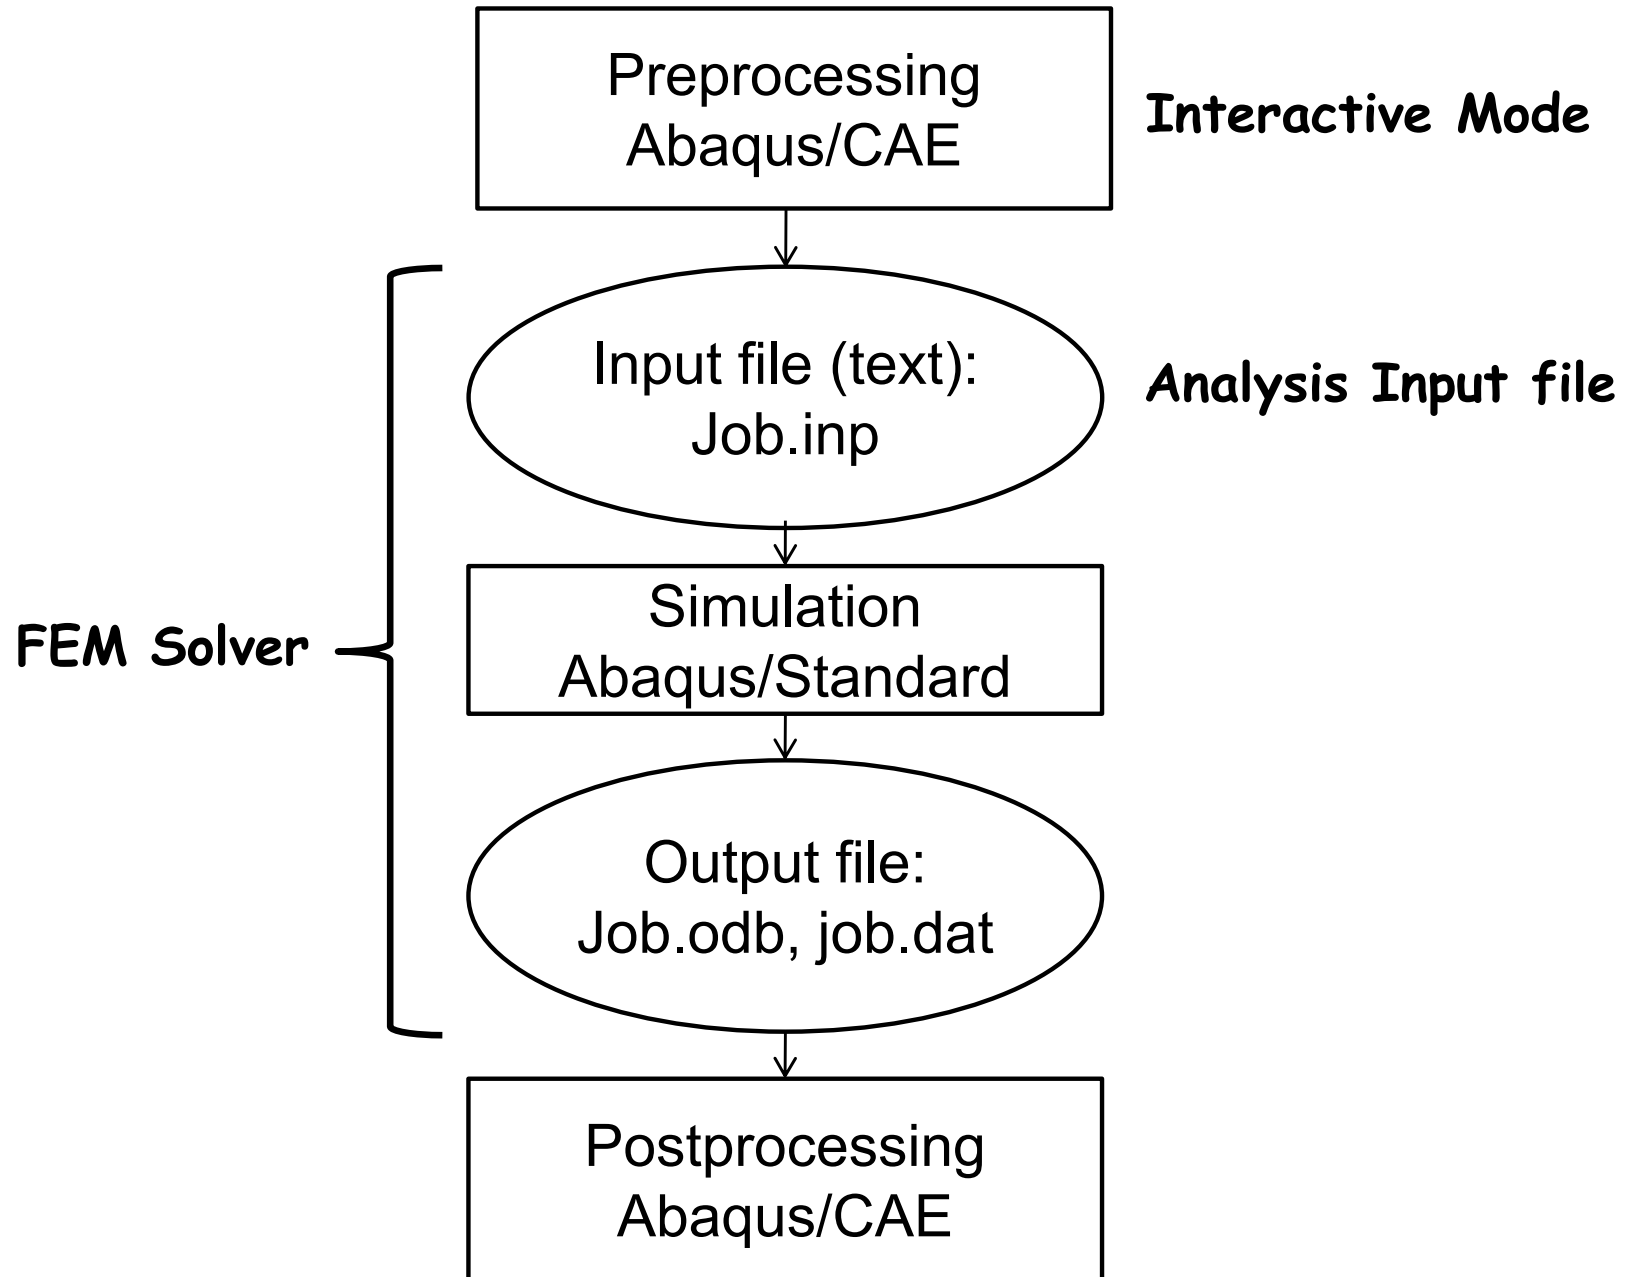 Preprocessing
Abaqus/CAE
Interactive Mode
Input file (text):
Job.inp
Analysis Input file
Simulation
Abaqus/Standard
FEM Solver
Output file:
Job.odb, job.dat
Postprocessing
Abaqus/CAE